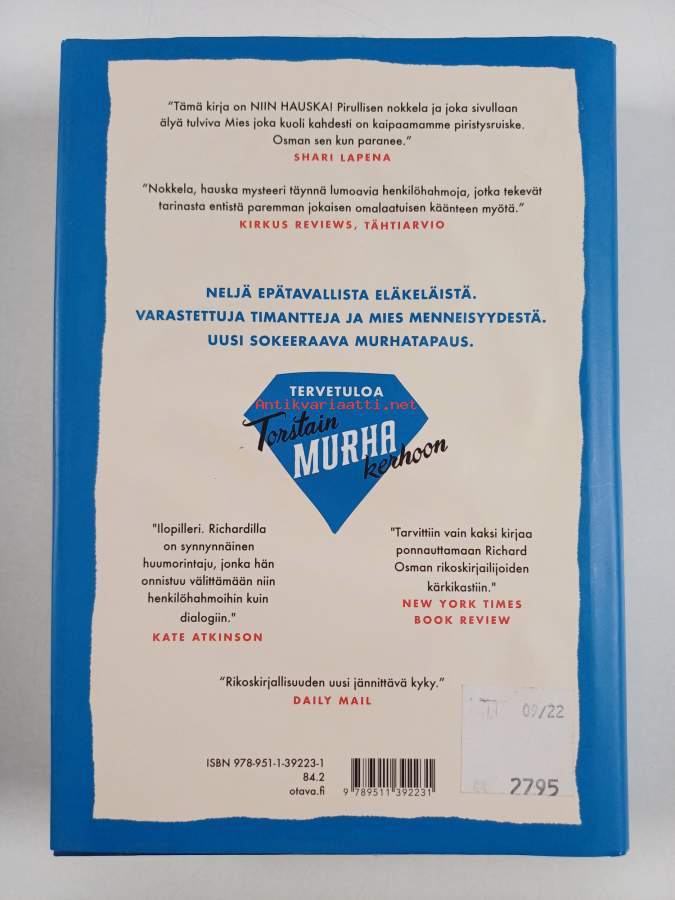 “Tämä kirja on NIIN HAUSKA! Pirullisen nokkela ja joka sivullaan
älyä tulviva Mies joka kuoli kahdesti on kaipaamamme piristysruiske.
Osman sen kun paranee.”
SHARI LAPENA
“Nokkela, hauska mysteeri täynnä lumoavia henkilöhahmoja, jotka tekevät
tarinasta entistä paremman jokaisen omalaatuisen käänteen myötä.”
KIRKUS REVIEWS, TÄHTIARVIO
NELJÄ EPÄTAVALLISTA ELÄKELÄISTÄ.
VARASTETTUJA TIMANTTEJA JA MIES MENNEISYYDESTÄ.
UUSI SOKEERAAVA MURHATAPAUS.
TERVETULOA
Antikvariaatti.net
Torstain
MURHA
kerhoon
"Ilopilleri. Richardilla
on synnynnäinen
huumorintaju, jonka hän
onnistuu välittämään niin
henkilöhahmoihin kuin
dialogiin."
KATE ATKINSON
"Tarvittiin vain kaksi kirjaa
ponnauttamaan Richard
Osman rikoskirjailijoiden
kärkikastiin."
NEW YORK TIMES
BOOK REVIEW
“Rikoskirjallisuuden uusi jännittävä kyky.”
DAILY MAIL
09/22
2795
ISBN 978-951-1-39223-1
84.2
otava.fi
9 789511 392231